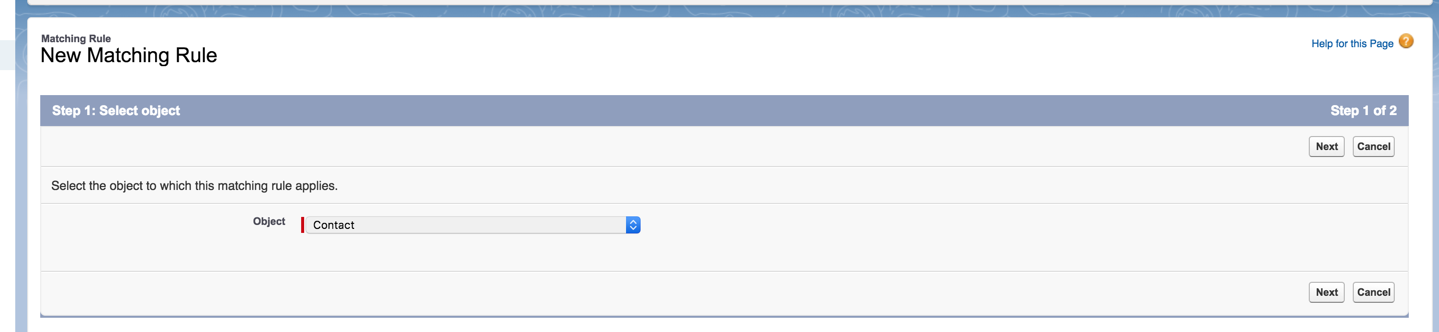 Matching Rule
New Matching Rule
Help for this Page ?
Step 1: Select object Step 1 of 2
Next Cancel
Select the object to which this matching rule applies.
Object Contact
Next Cancel